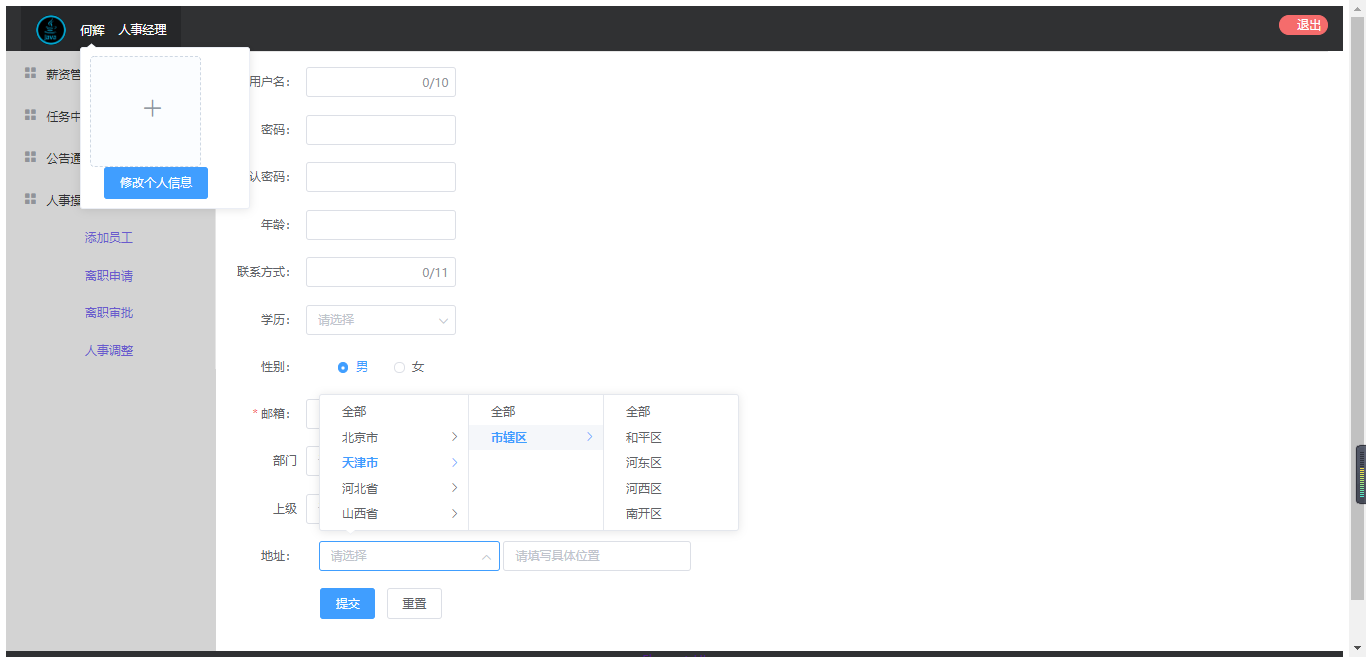 何辉 人事经理 退出
薪资管
任务中
公告通
人事操
修改个人信息
添加员工
离职申请
离职审批
人事调整
用户名： 0/10
密码：
认密码：
年龄：
联系方式： 0/11
学历： 请选择
性别： 男 女
* 邮箱：
部门
上级
全部 全部 全部
北京市 市辖区 和平区
天津市 河东区
河北省 河西区
山西省 南开区
地址： 请选择 请填写具体位置
提交 重置